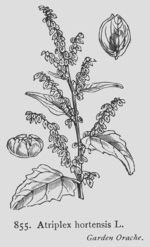 855. Atriplex hortensis L.
Garden Orache.